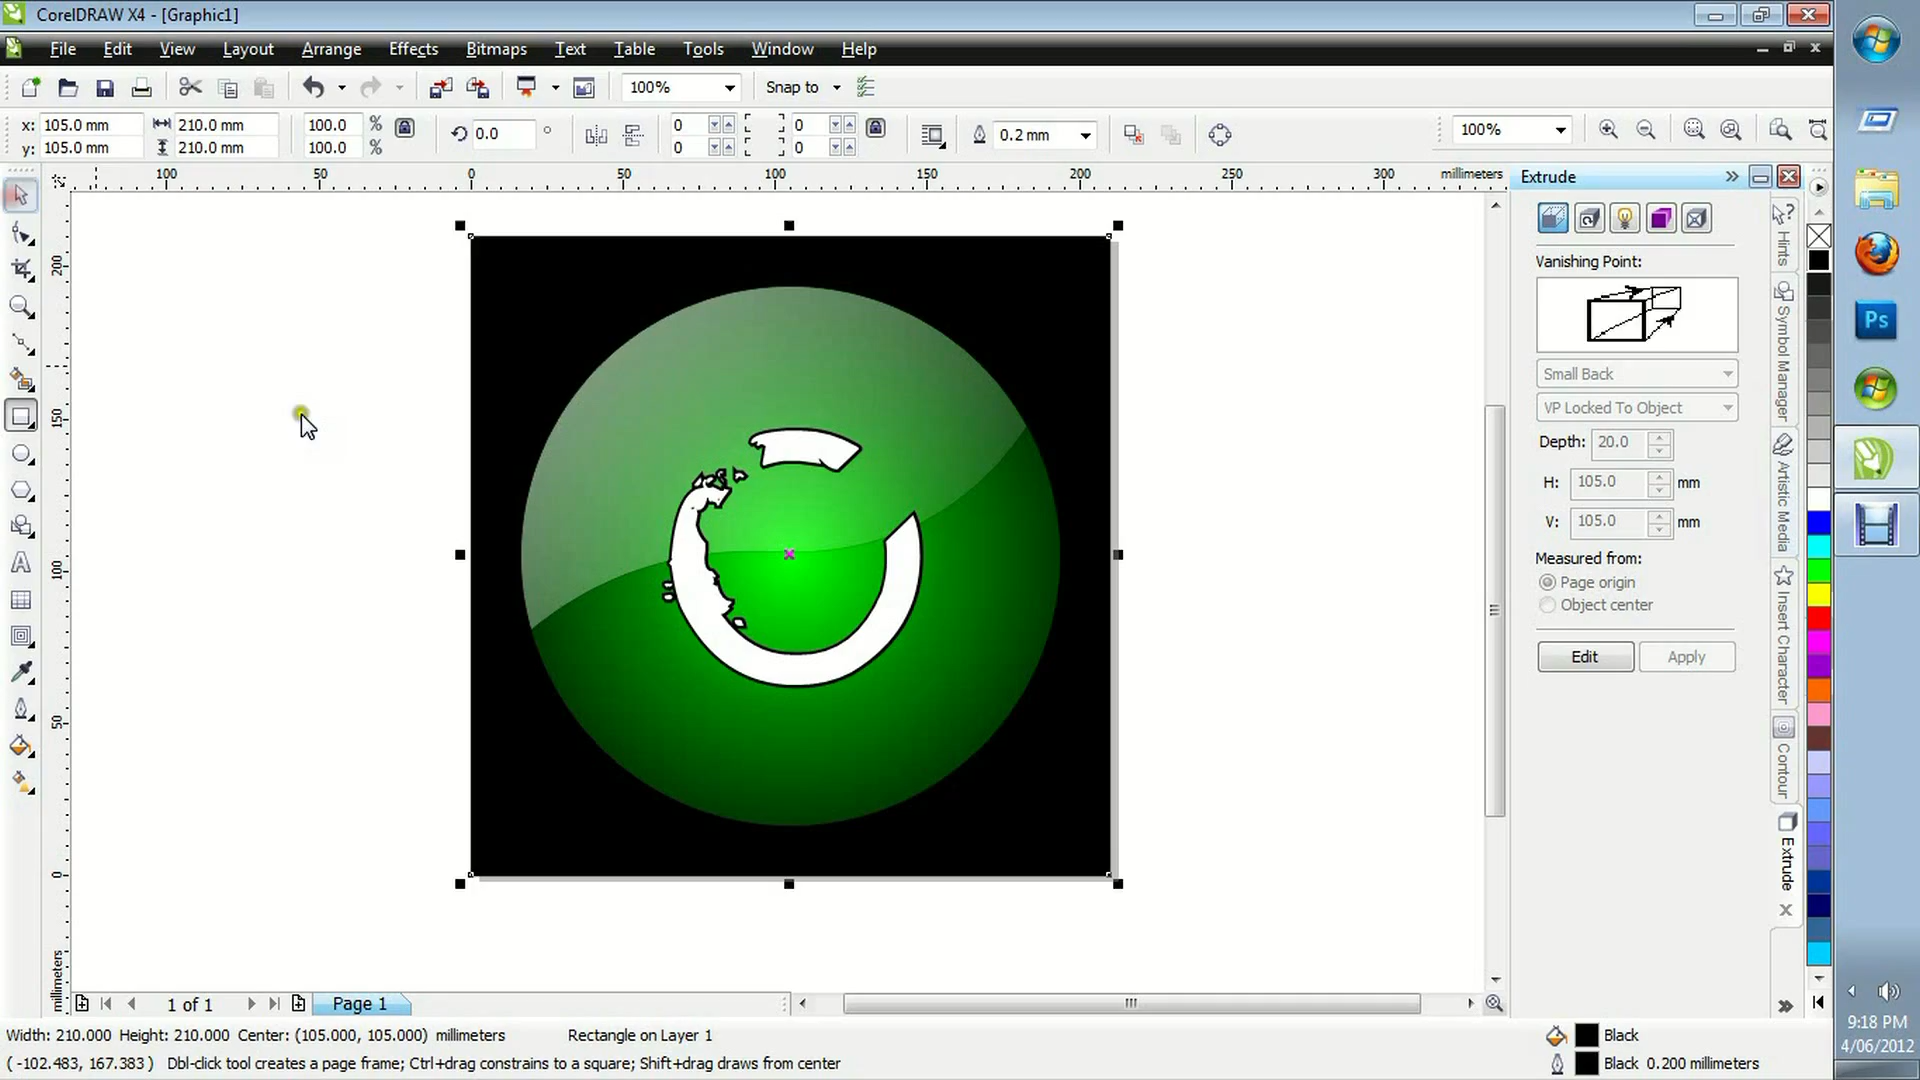 CorelDRAW X4 - [Graphic1]
File Edit View Layout Arrange Effects Bitmaps Text Table Tools Window Help
100% Snap to
x: 105.0 mm 210.0 mm 100.0 % 0.0 ° 0 0 0.2 mm 100%
y: 105.0 mm 210.0 mm 100.0 % 0 0
100 50 0 50 100 150 200 250 300 millimeters
200
150
100
50
0
millimeters
Extrude
Vanishing Point:
Small Back
VP Locked To Object
Depth: 20.0
H: 105.0 mm
V: 105.0 mm
Measured from:
Page origin
Object center
Edit Apply
Hints
Symbol Manager
Artistic Media
Insert Character
Contour
Extrude
Ps
1 of 1 Page 1
Width: 210.000 Height: 210.000 Center: (105.000, 105.000) millimeters Rectangle on Layer 1
Black
( -102.483, 167.383 ) Dbl-click tool creates a page frame; Ctrl+drag constrains to a square; Shift+drag draws from center
Black 0.200 millimeters
9:18 PM
4/06/2012